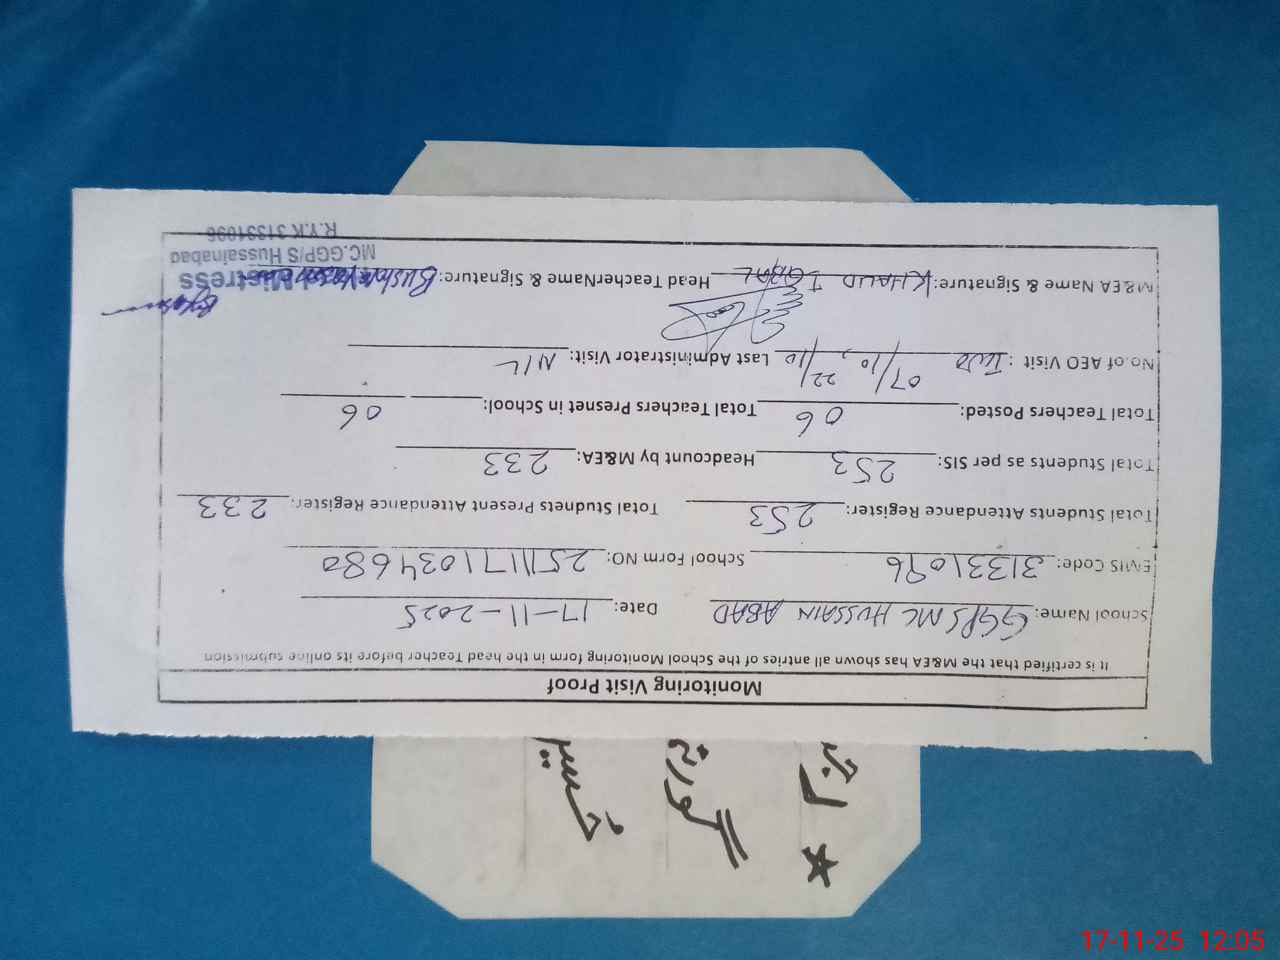 Monitoring Visit Proof
It is certified that the M&EA has shown all antries of the School Monitoring form in the head Teacher before its online submission
School Name: GGPS MC HUSSAIN ABAD Date: 17-11-2025
EMIS Code: 31331096 School Form NO: 25111171034680
Total Students Attendance Register: 253 Total Studnets Present Attendance Register: 233
Total Students as per SIS: 253 Headcount by M&EA: 233
Total Teachers Posted: 06 Total Teachers Presnet in School: 06
No.of AEO Visit : Two 07/10, 22/10 Last Administrator Visit: NIL
M&EA Name & Signature: KHALID IQBAL Head TeacherName & Signature: Bushra
Mistress
MC.GGP/S Hussainabad
R.Y.K 31331096
17-11-25 12:05